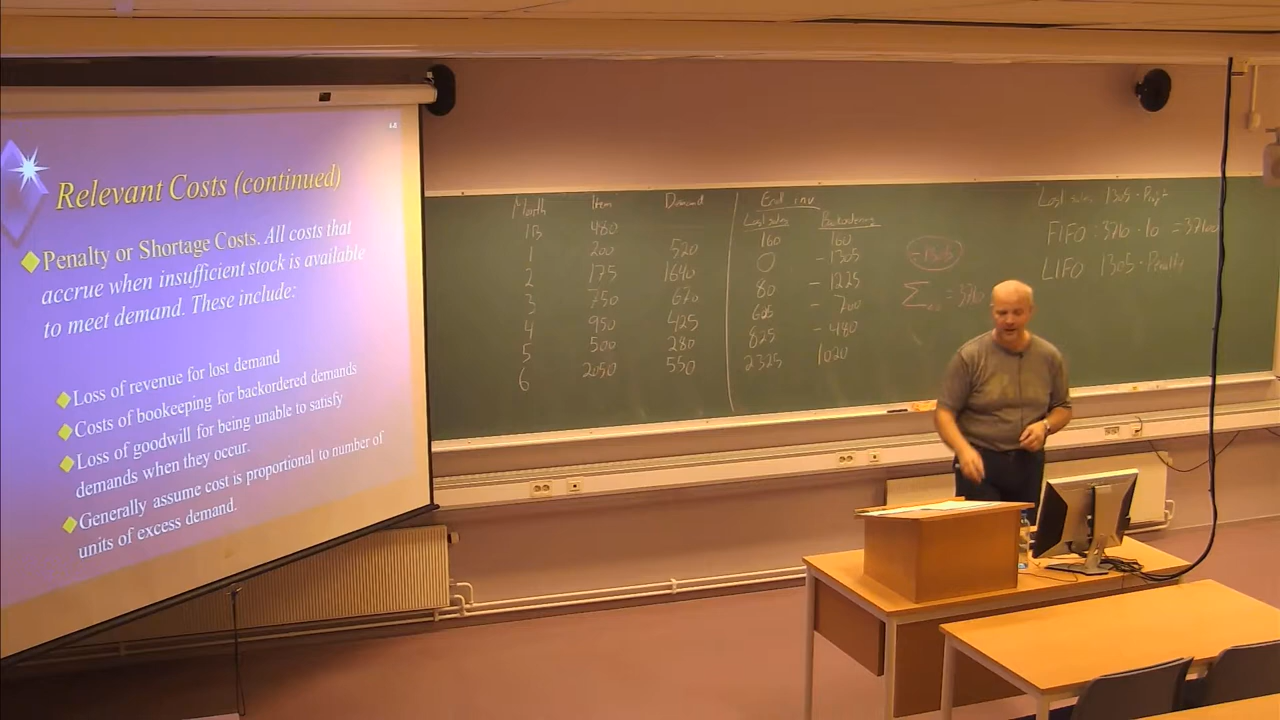 Relevant Costs (continued)
Penalty or Shortage Costs. All costs that
accrue when insufficient stock is available
to meet demand. These include:
Loss of revenue for lost demand
Costs of bookeeping for backordered demands
Loss of goodwill for being unable to satisfy
demands when they occur.
Generally assume cost is proportional to number of
units of excess demand.
Month Item Demand End inv
Lost sales Backordering
IB 480
1 200 520 160 160
2 175 1640 0 - 1305
3 750 670 80 - 1225
4 950 425 605 - 700
5 500 280 825 - 480
6 2050 550 2325 1020
- 1305
Lost sales 1305 · Profit
FIFO : 3710 · 10 =
LIFO 1305 · Penalty